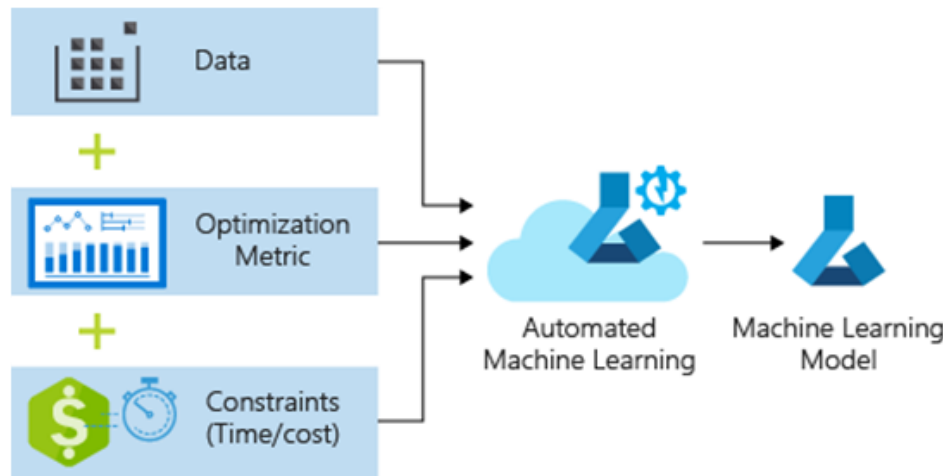 Data
Optimization
Metric
Constraints
(Time/cost)
Automated
Machine Learning
Machine Learning
Model